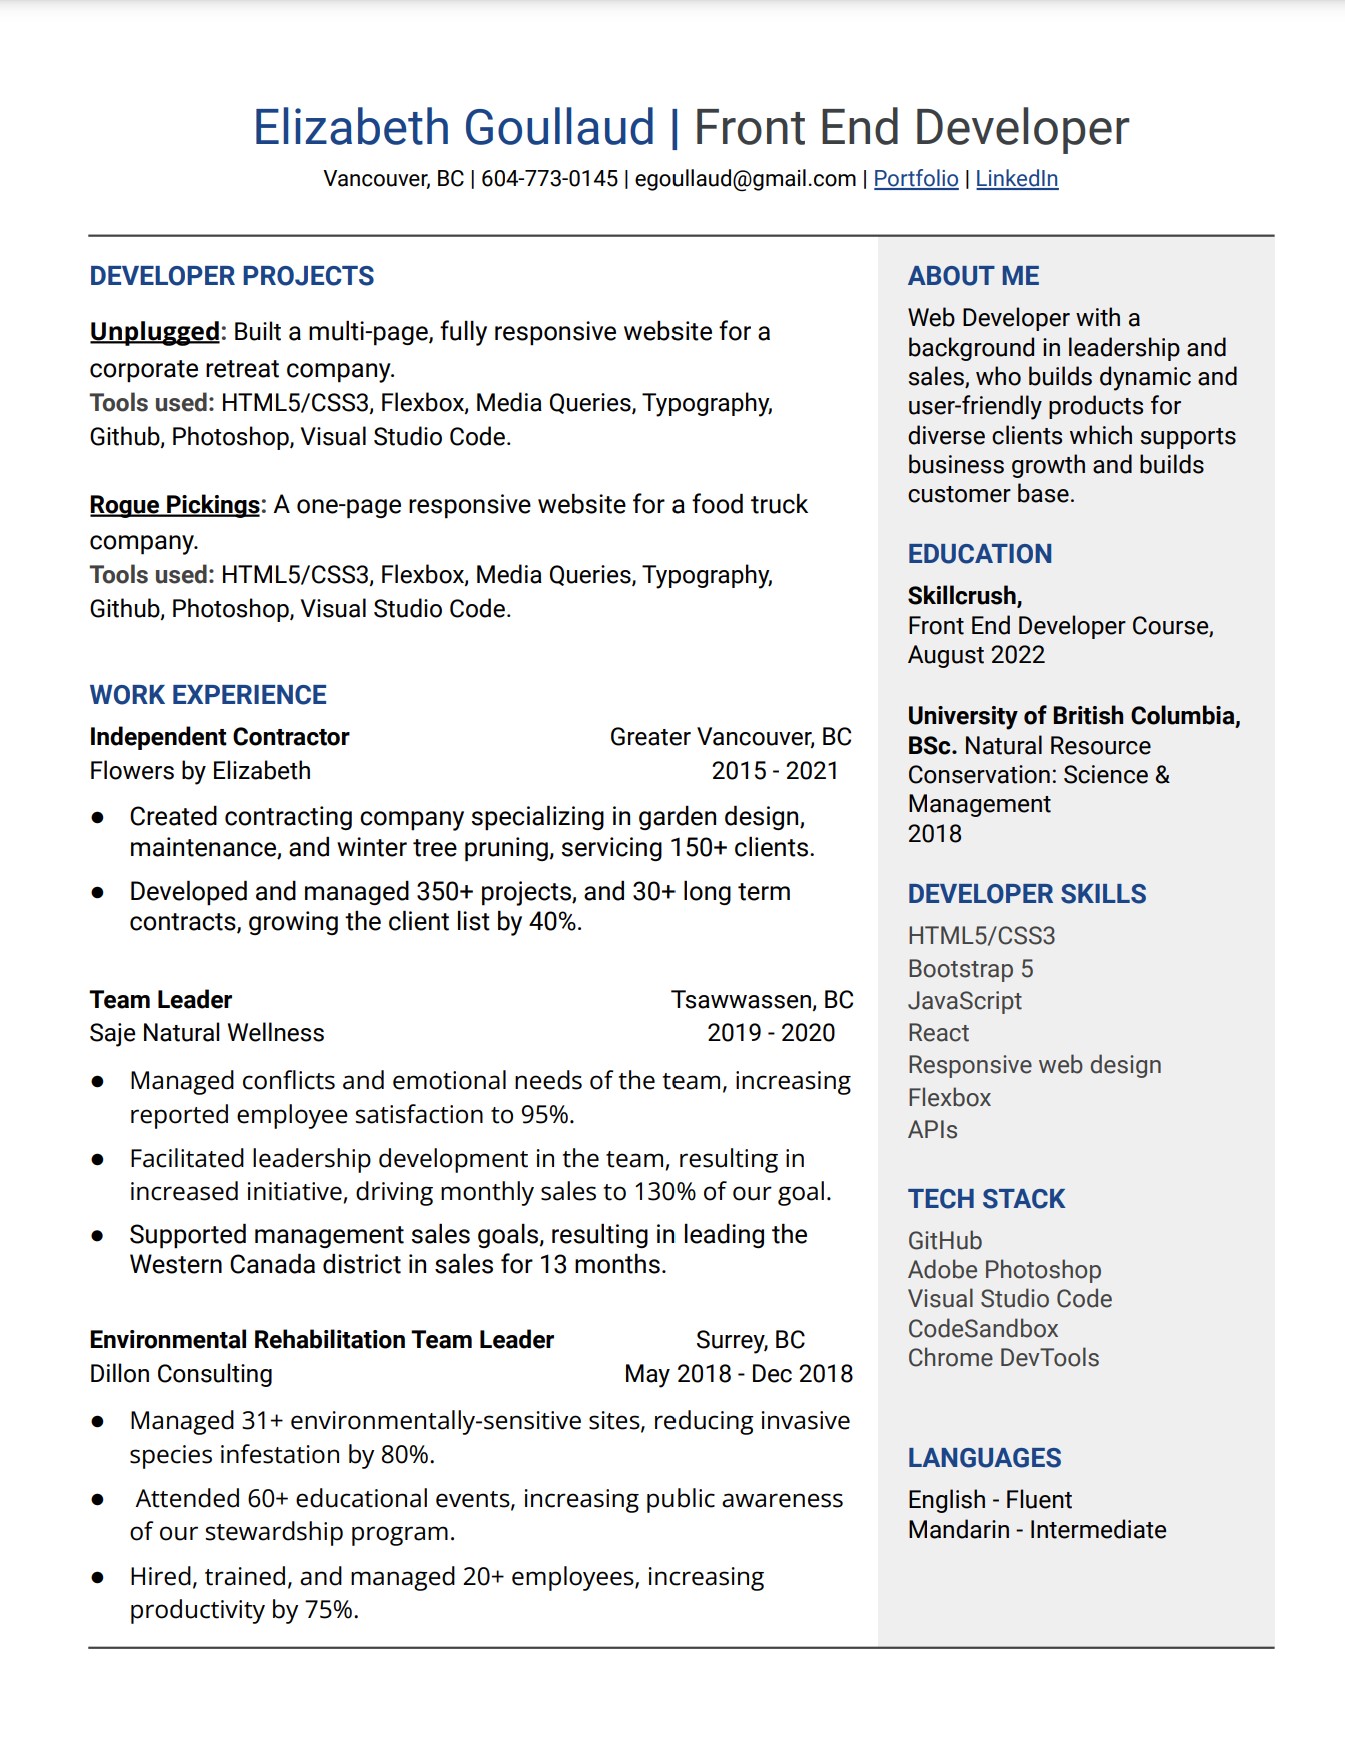 Elizabeth Goullaud | Front End Developer
Vancouver, BC | 604-773-0145 | egoullaud@gmail.com | Portfolio | LinkedIn
DEVELOPER PROJECTS
Unplugged: Built a multi-page, fully responsive website for a
corporate retreat company.
Tools used: HTML5/CSS3, Flexbox, Media Queries, Typography,
Github, Photoshop, Visual Studio Code.
Rogue Pickings: A one-page responsive website for a food truck
company.
Tools used: HTML5/CSS3, Flexbox, Media Queries, Typography,
Github, Photoshop, Visual Studio Code.
WORK EXPERIENCE
Independent Contractor Greater Vancouver, BC
Flowers by Elizabeth 2015 - 2021
● Created contracting company specializing in garden design,
maintenance, and winter tree pruning, servicing 150+ clients.
● Developed and managed 350+ projects, and 30+ long term
contracts, growing the client list by 40%.
Team Leader Tsawwassen, BC
Saje Natural Wellness 2019 - 2020
● Managed conflicts and emotional needs of the team, increasing
reported employee satisfaction to 95%.
● Facilitated leadership development in the team, resulting in
increased initiative, driving monthly sales to 130% of our goal.
● Supported management sales goals, resulting in leading the
Western Canada district in sales for 13 months.
Environmental Rehabilitation Team Leader Surrey, BC
Dillon Consulting May 2018 - Dec 2018
● Managed 31+ environmentally-sensitive sites, reducing invasive
species infestation by 80%.
● Attended 60+ educational events, increasing public awareness
of our stewardship program.
● Hired, trained, and managed 20+ employees, increasing
productivity by 75%.
ABOUT ME
Web Developer with a
background in leadership and
sales, who builds dynamic and
user-friendly products for
diverse clients which supports
business growth and builds
customer base.
EDUCATION
Skillcrush,
Front End Developer Course,
August 2022
University of British Columbia,
BSc. Natural Resource
Conservation: Science &
Management
2018
DEVELOPER SKILLS
HTML5/CSS3
Bootstrap 5
JavaScript
React
Responsive web design
Flexbox
APIs
TECH STACK
GitHub
Adobe Photoshop
Visual Studio Code
CodeSandbox
Chrome DevTools
LANGUAGES
English - Fluent
Mandarin - Intermediate